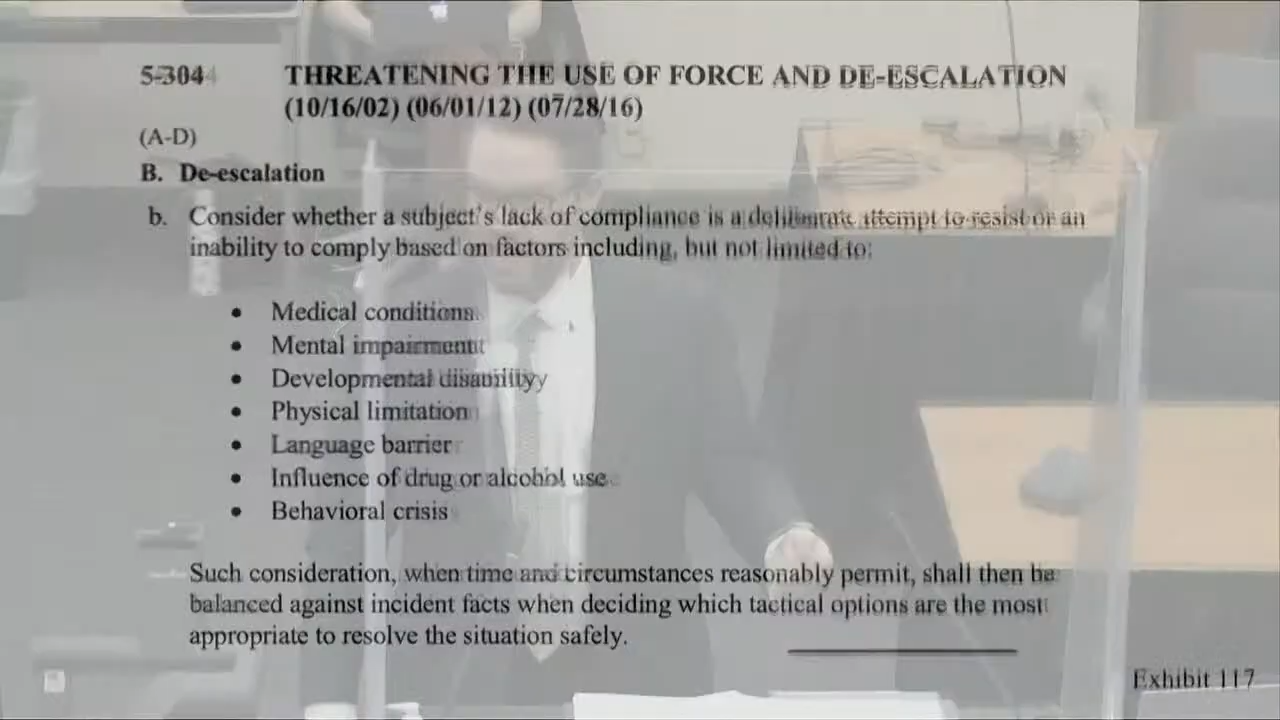 5-304 THREATENING THE USE OF FORCE AND DE-ESCALATION
(10/16/02) (06/01/12) (07/28/16)
(A-D)
B. De-escalation
b. Consider whether a subject's lack of compliance is a deliberate attempt to resist or an
inability to comply based on factors including, but not limited to:
• Medical conditions
• Mental impairment
• Developmental disability
• Physical limitation
• Language barrier
• Influence of drug or alcohol use
• Behavioral crisis
Such consideration, when time and circumstances reasonably permit, shall then be
balanced against incident facts when deciding which tactical options are the most
appropriate to resolve the situation safely.
Exhibit 117